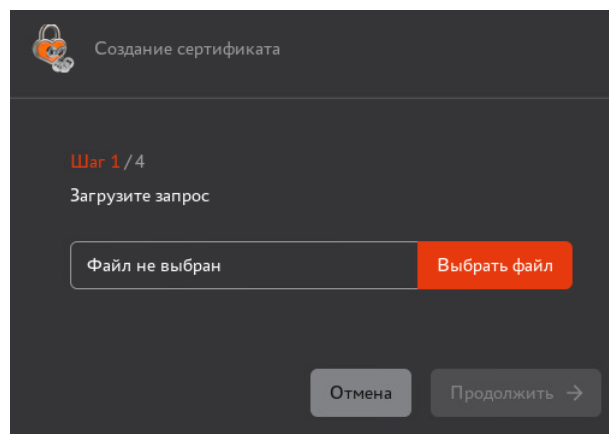 Создание сертификата
Шаг 1 / 4
Загрузите запрос
Файл не выбран
Выбрать файл
Отмена
Продолжить →